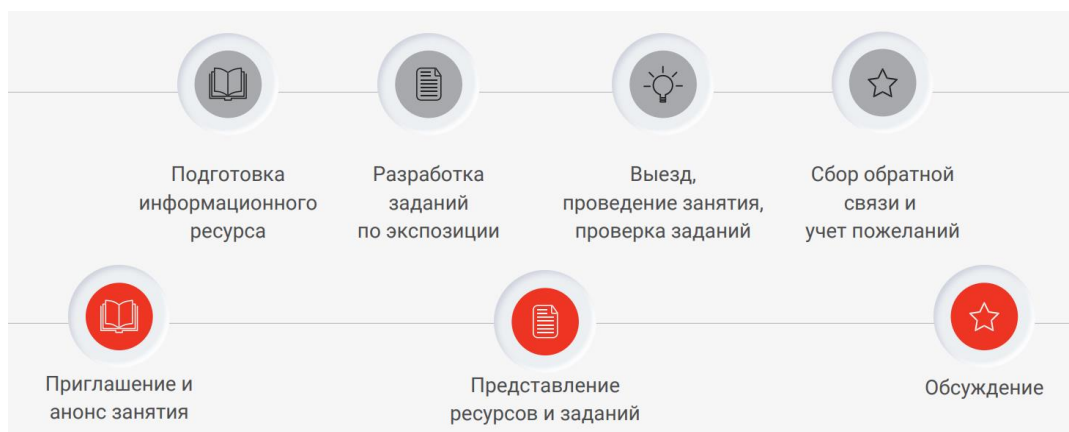 Подготовка
информационного
ресурса
Разработка
заданий
по экспозиции
Выезд,
проведение занятия,
проверка заданий
Сбор обратной
связи и
учет пожеланий
Приглашение и
анонс занятия
Представление
ресурсов и заданий
Обсуждение